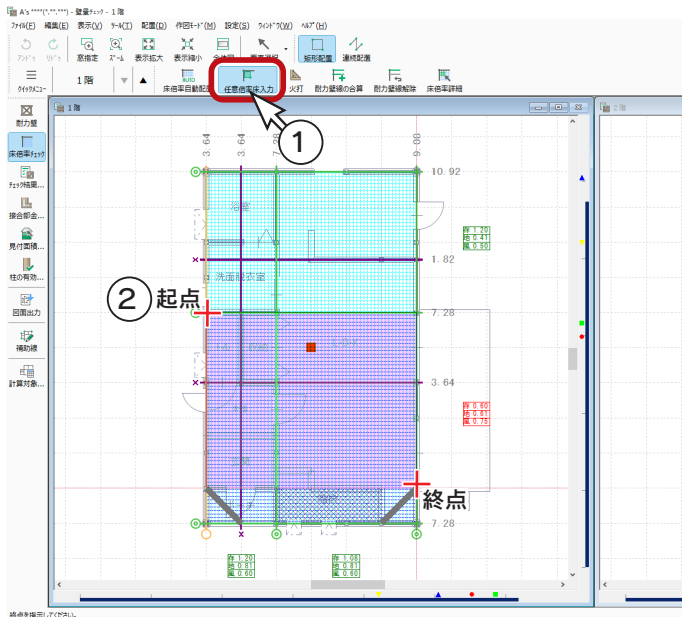 A's ****(*.**.***) - 壁量ﾁｪｯｸ - 1 階
ﾌｧｲﾙ(F) 編集(E) 表示(V) ﾂｰﾙ(T) 配置(D) 作図ﾓｰﾄﾞ(M) 設定(S) ｳｨﾝﾄﾞｳ(W) ﾍﾙﾌﾟ(H)
ｱﾝﾄﾞｩ ﾘﾄﾞｩ 窓指定 ｽﾞｰﾑ 表示拡大 表示縮小 矩形配置 連続配置
ｸｲｯｸﾒﾆｭｰ 1 階 床倍率自動配置 任意倍率床入力 火打 耐力壁線の合算 耐力壁線解除 床倍率詳細
①
耐力壁
床倍率ﾁｪｯｸ
ﾁｪｯｸ結果...
接合部金...
見付面積...
柱の有効...
図面出力
補助線
計算対象...
1 階
2 階
3.64
3.64
7.28
9.08
10.92
浴室
存 1.20
地 0.41
風 0.50
1.82
洗面脱衣室
② 起点
7.28
L・D・K
3.64
存 0.60
地 0.61
風 0.75
終点
7.28
存 1.20
地 0.81
風 0.60
存 1.08
地 0.81
風 0.60
終点を指示してください。